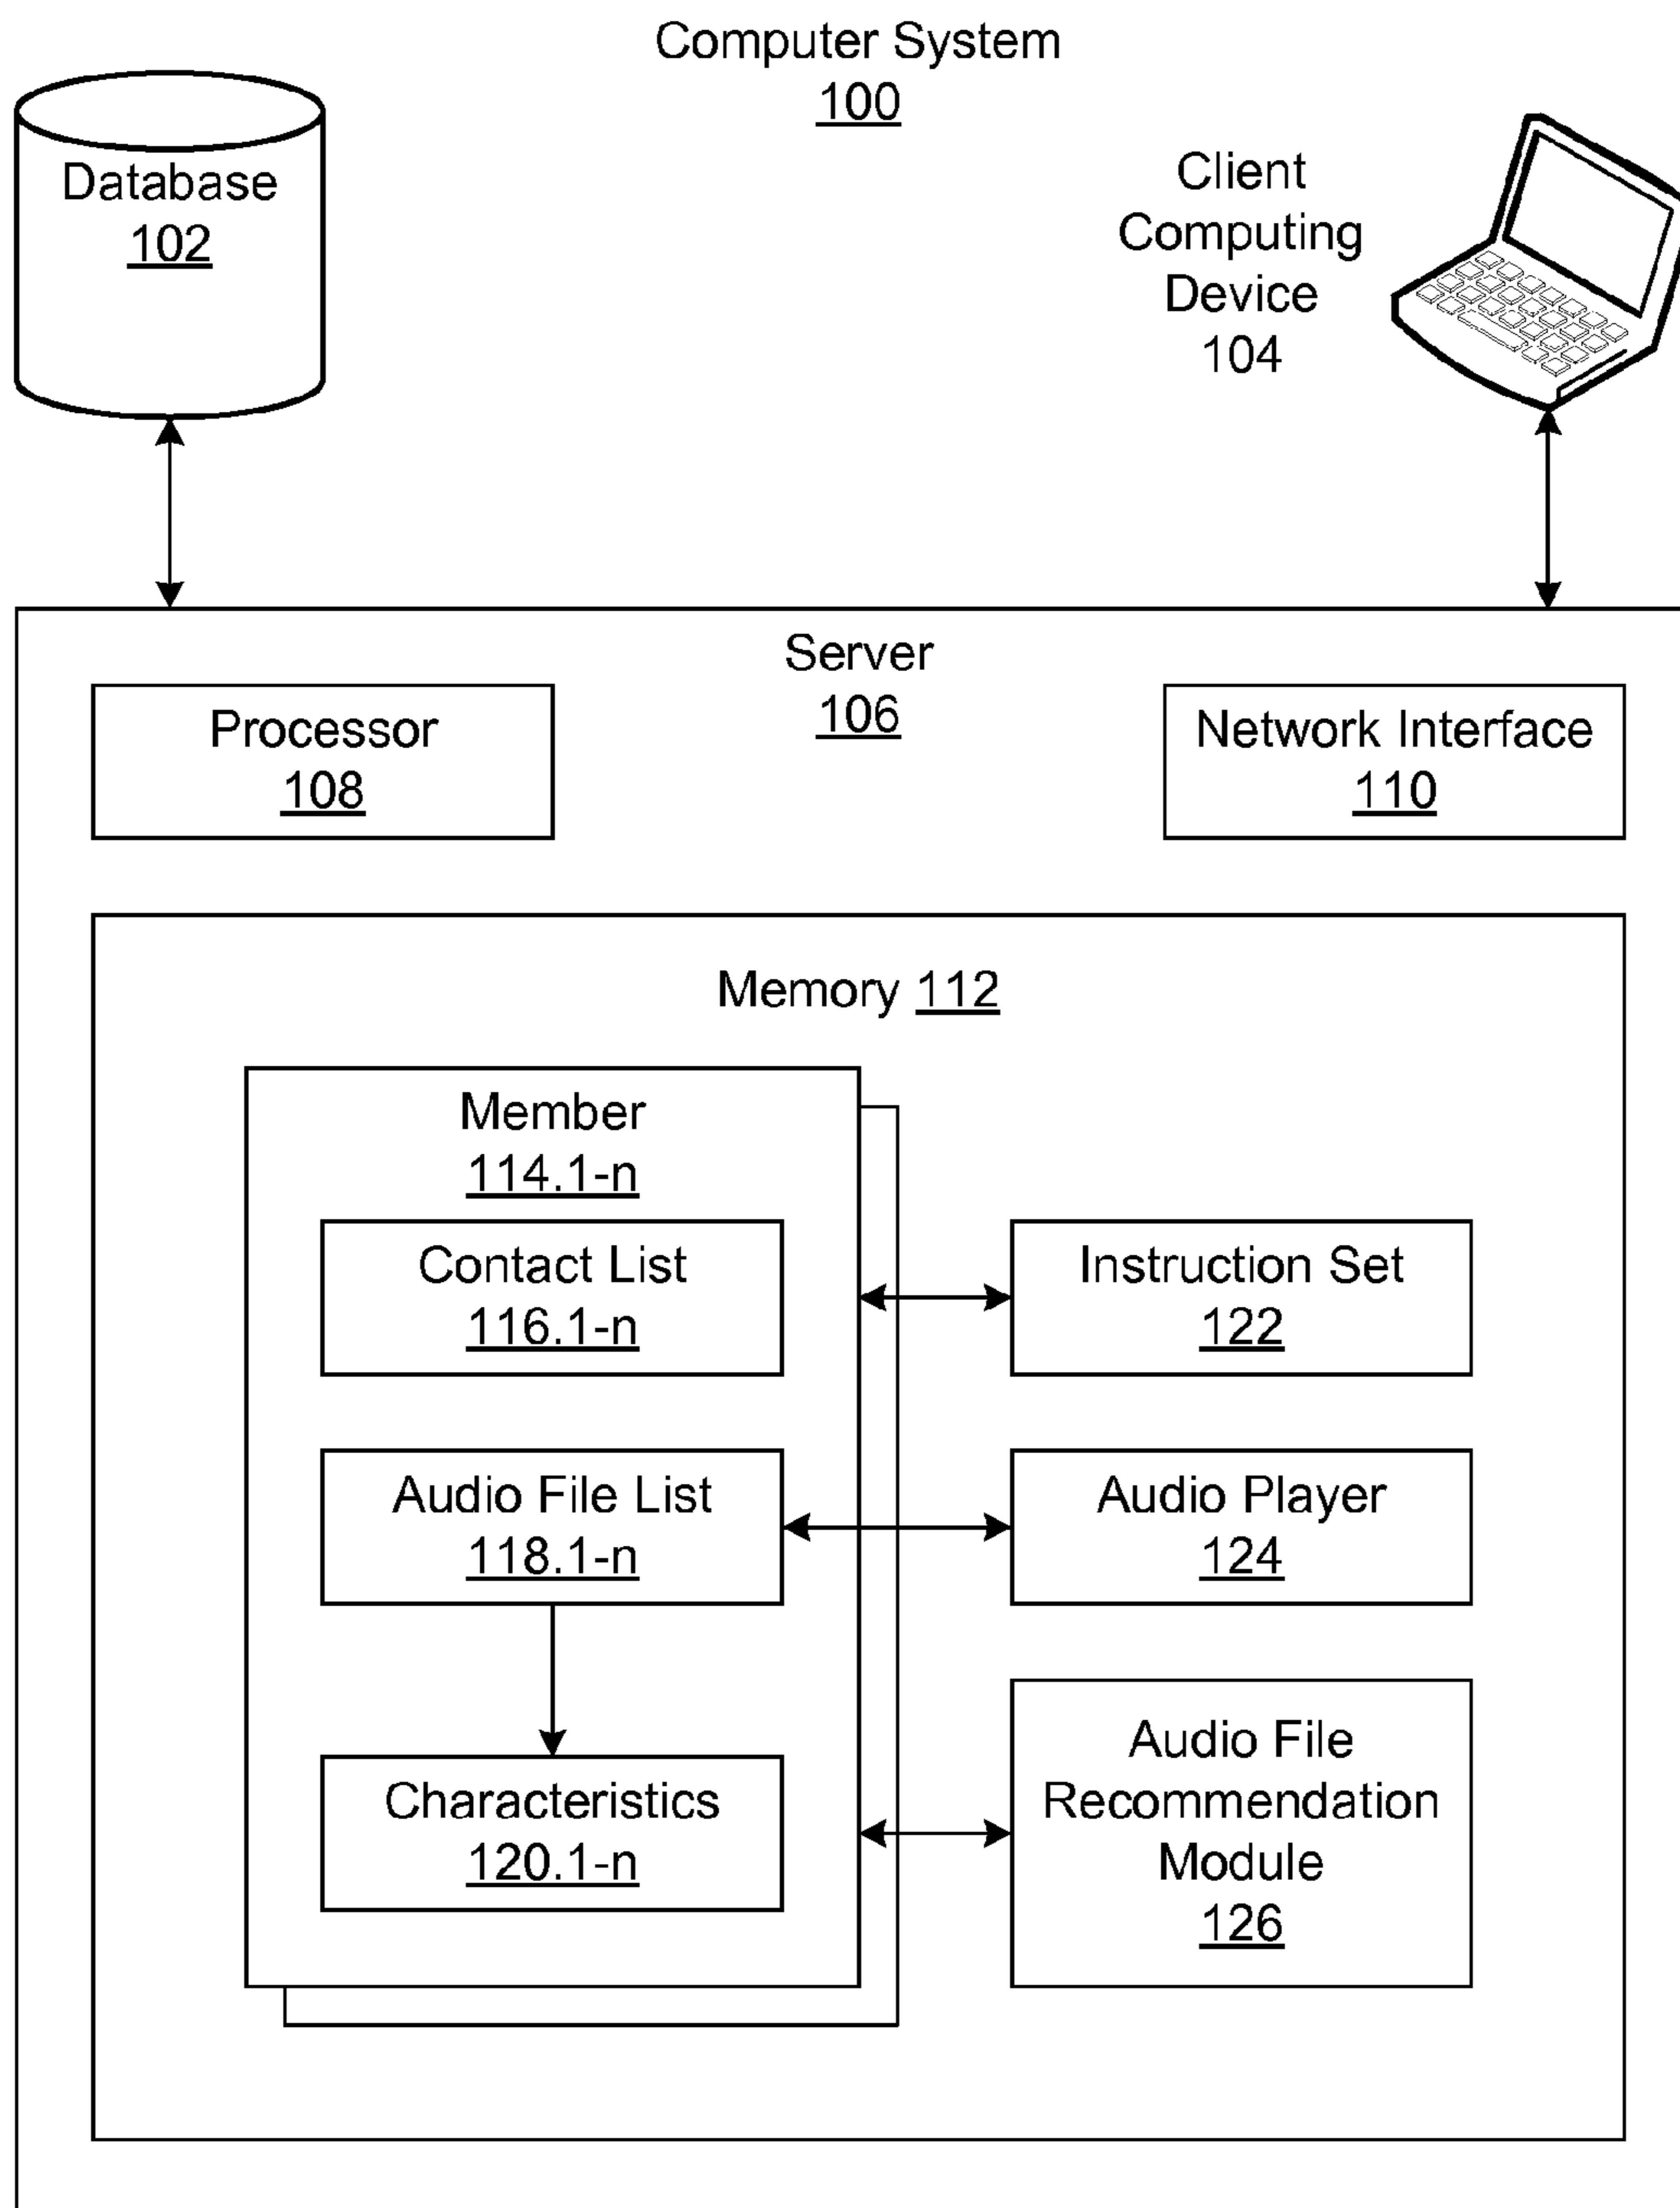 Computer System
100
Database
102
Client
Computing
Device
104
Server
106
Processor
108
Network Interface
110
Memory 112
Member
114.1-n
Contact List
116.1-n
Instruction Set
122
Audio File List
118.1-n
Audio Player
124
Characteristics
120.1-n
Audio File
Recommendation
Module
126